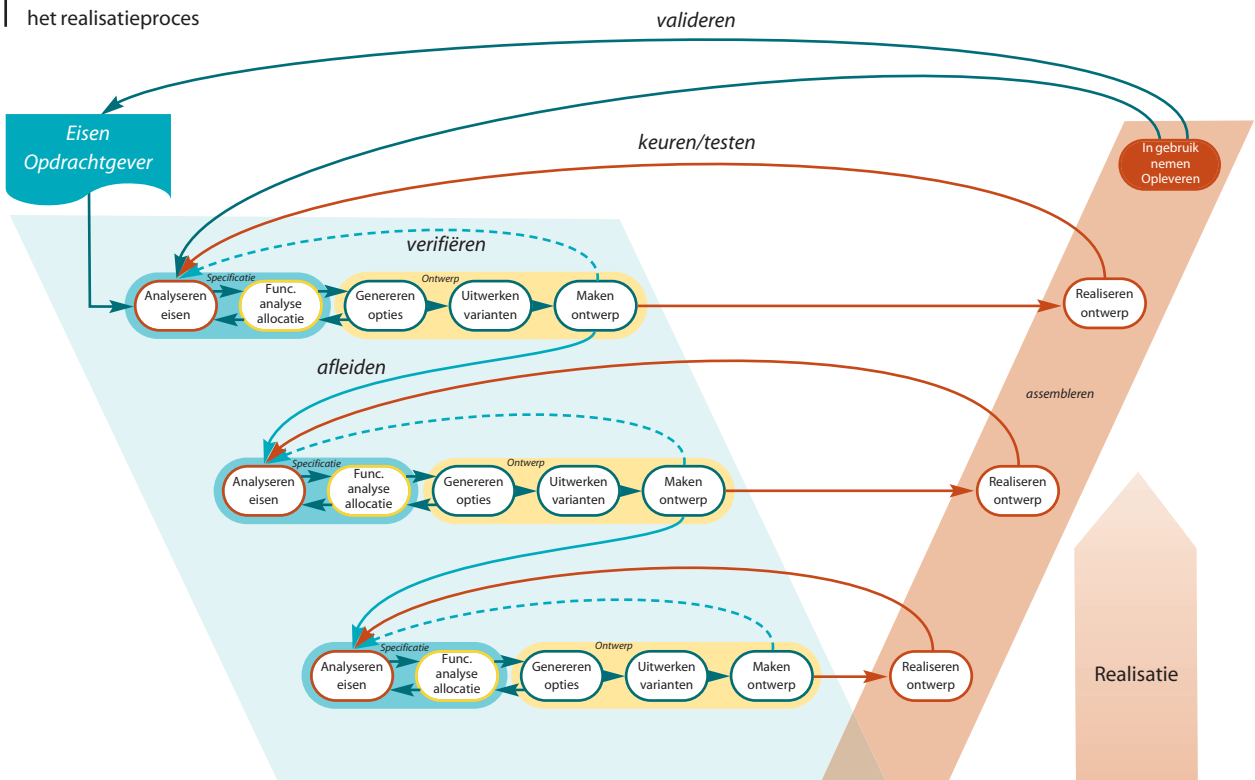 het realisatieproces
valideren
Eisen
Opdrachtgever
keuren/testen
In gebruik
nemen
Opleveren
verifiëren
Specificatie
Ontwerp
Analyseren
eisen
Func.
analyse
allocatie
Genereren
opties
Uitwerken
varianten
Maken
ontwerp
Realiseren
ontwerp
afleiden
assembleren
Specificatie
Ontwerp
Analyseren
eisen
Func.
analyse
allocatie
Genereren
opties
Uitwerken
varianten
Maken
ontwerp
Realiseren
ontwerp
Specificatie
Ontwerp
Analyseren
eisen
Func.
analyse
allocatie
Genereren
opties
Uitwerken
varianten
Maken
ontwerp
Realiseren
ontwerp
Realisatie